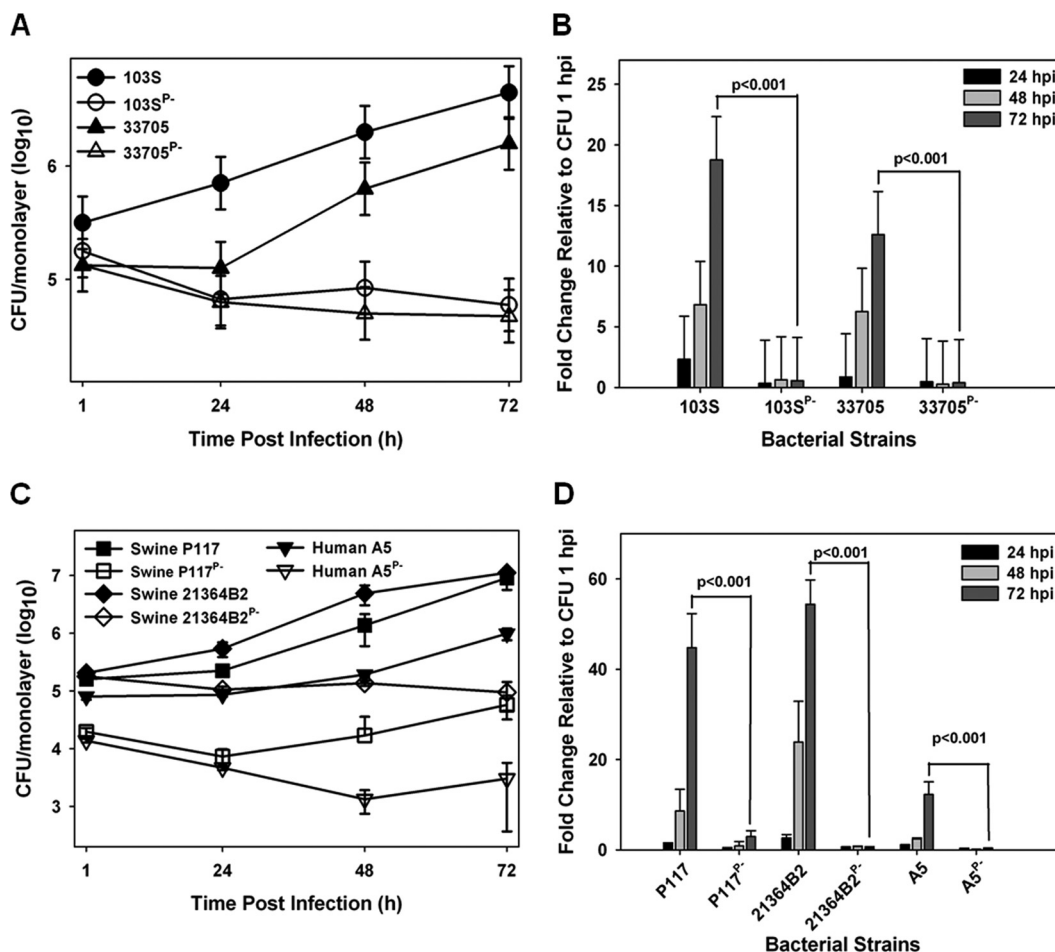 A
103S
103S^P-
33705
33705^P-
CFU/monolayer (log10)
6
5
1
24
48
72
Time Post Infection (h)
B
24 hpi
48 hpi
72 hpi
p<0.001
p<0.001
Fold Change Relative to CFU 1 hpi
25
20
15
10
5
0
103S
103S^P-
33705
33705^P-
Bacterial Strains
C
Swine P117
Swine P117^P-
Swine 21364B2
Swine 21364B2^P-
Human A5
Human A5^P-
CFU/monolayer (log10)
7
6
5
4
3
1
24
48
72
Time Post Infection (h)
D
24 hpi
48 hpi
72 hpi
p<0.001
p<0.001
p<0.001
Fold Change Relative to CFU 1 hpi
60
40
20
0
P117
P117^P-
21364B2
21364B2^P-
A5
A5^P-
Bacterial Strains